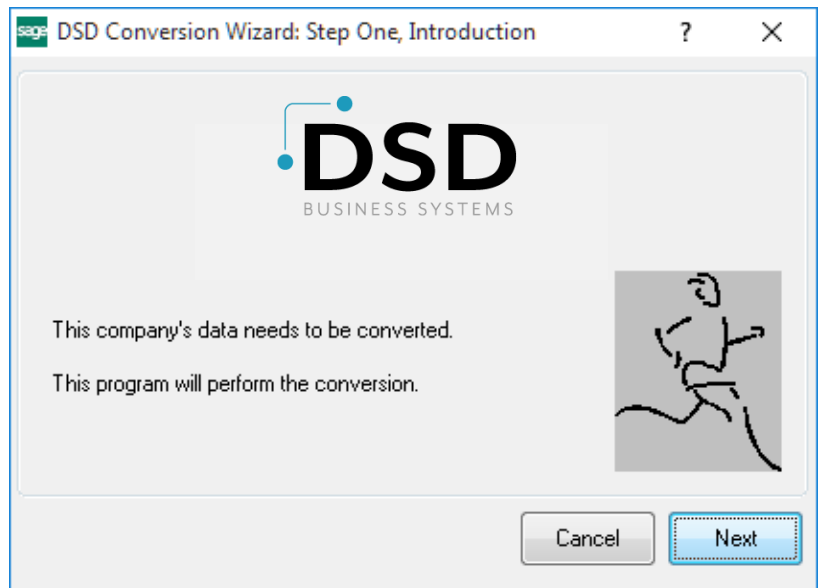 sage DSD Conversion Wizard: Step One, Introduction ? X
DSD
BUSINESS SYSTEMS
This company's data needs to be converted.
This program will perform the conversion.
Cancel Next